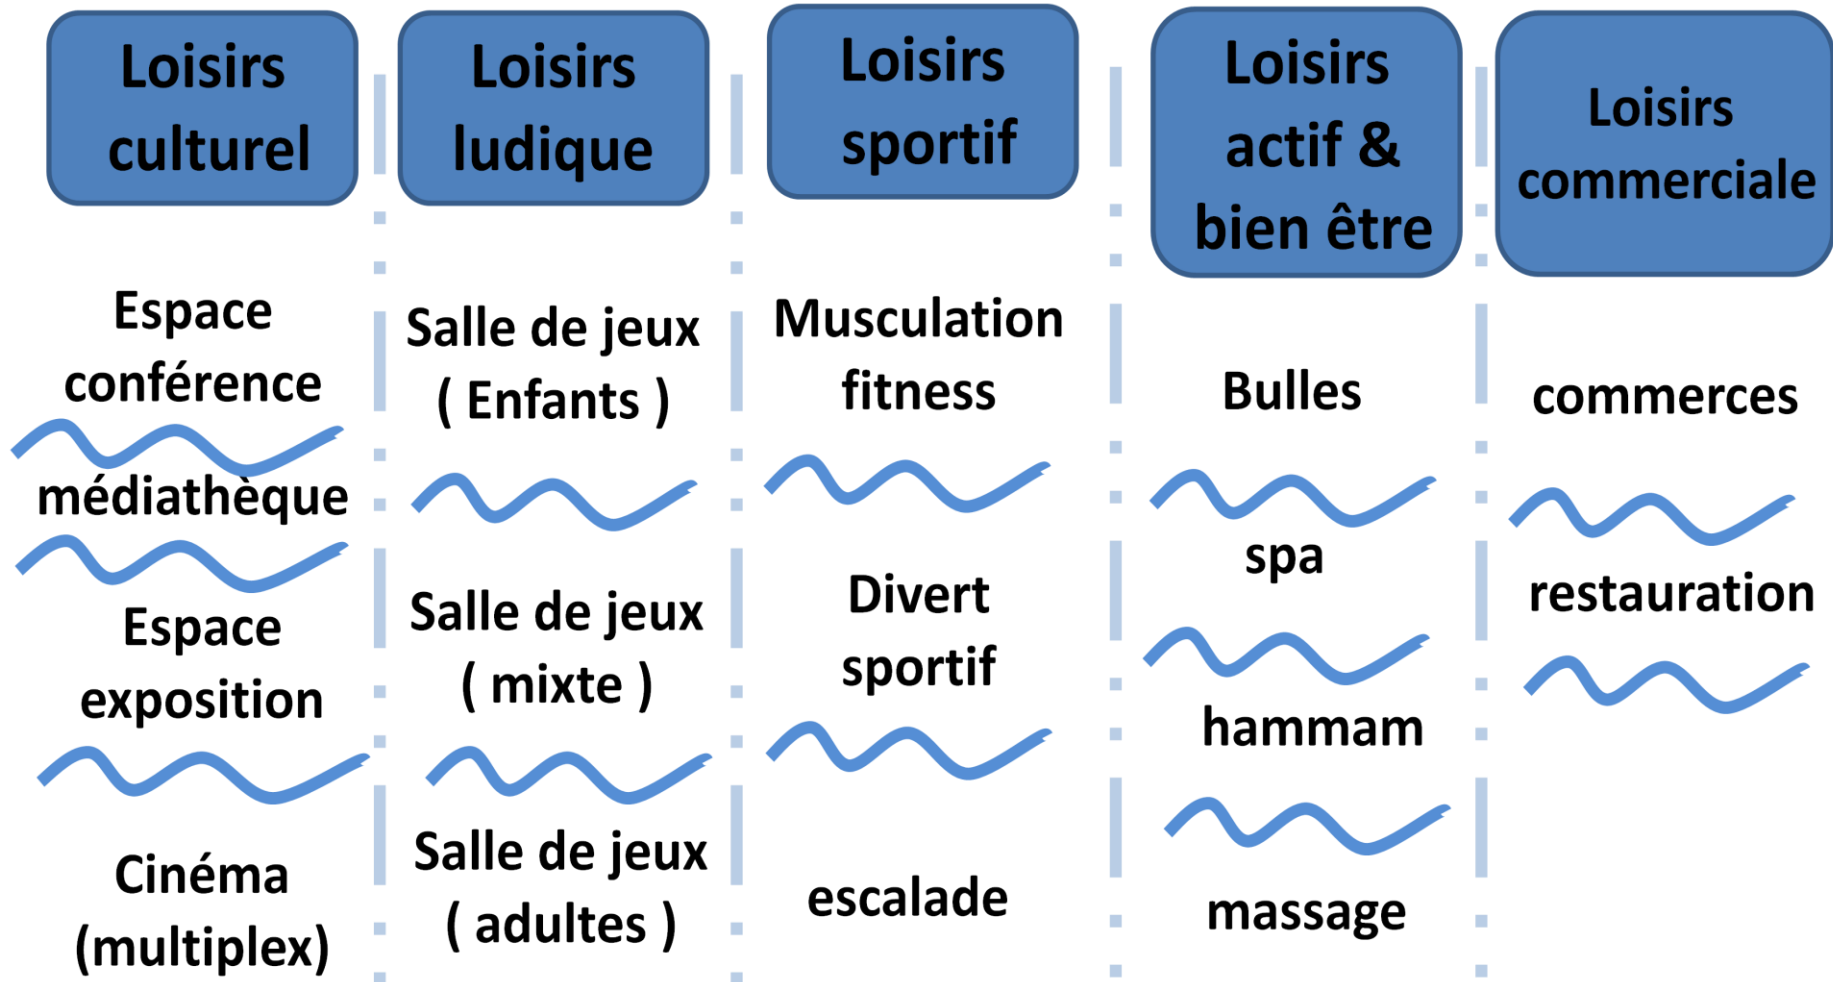 Loisirs
culturel
Espace
conférence
médiathèque
Espace
exposition
Cinéma
(multiplex)
Loisirs
ludique
Salle de jeux
( Enfants )
Salle de jeux
( mixte )
Salle de jeux
( adultes )
Loisirs
sportif
Musculation
fitness
Divert
sportif
escalade
Loisirs
actif &
bien être
Bulles
spa
hammam
massage
Loisirs
commerciale
commerces
restauration